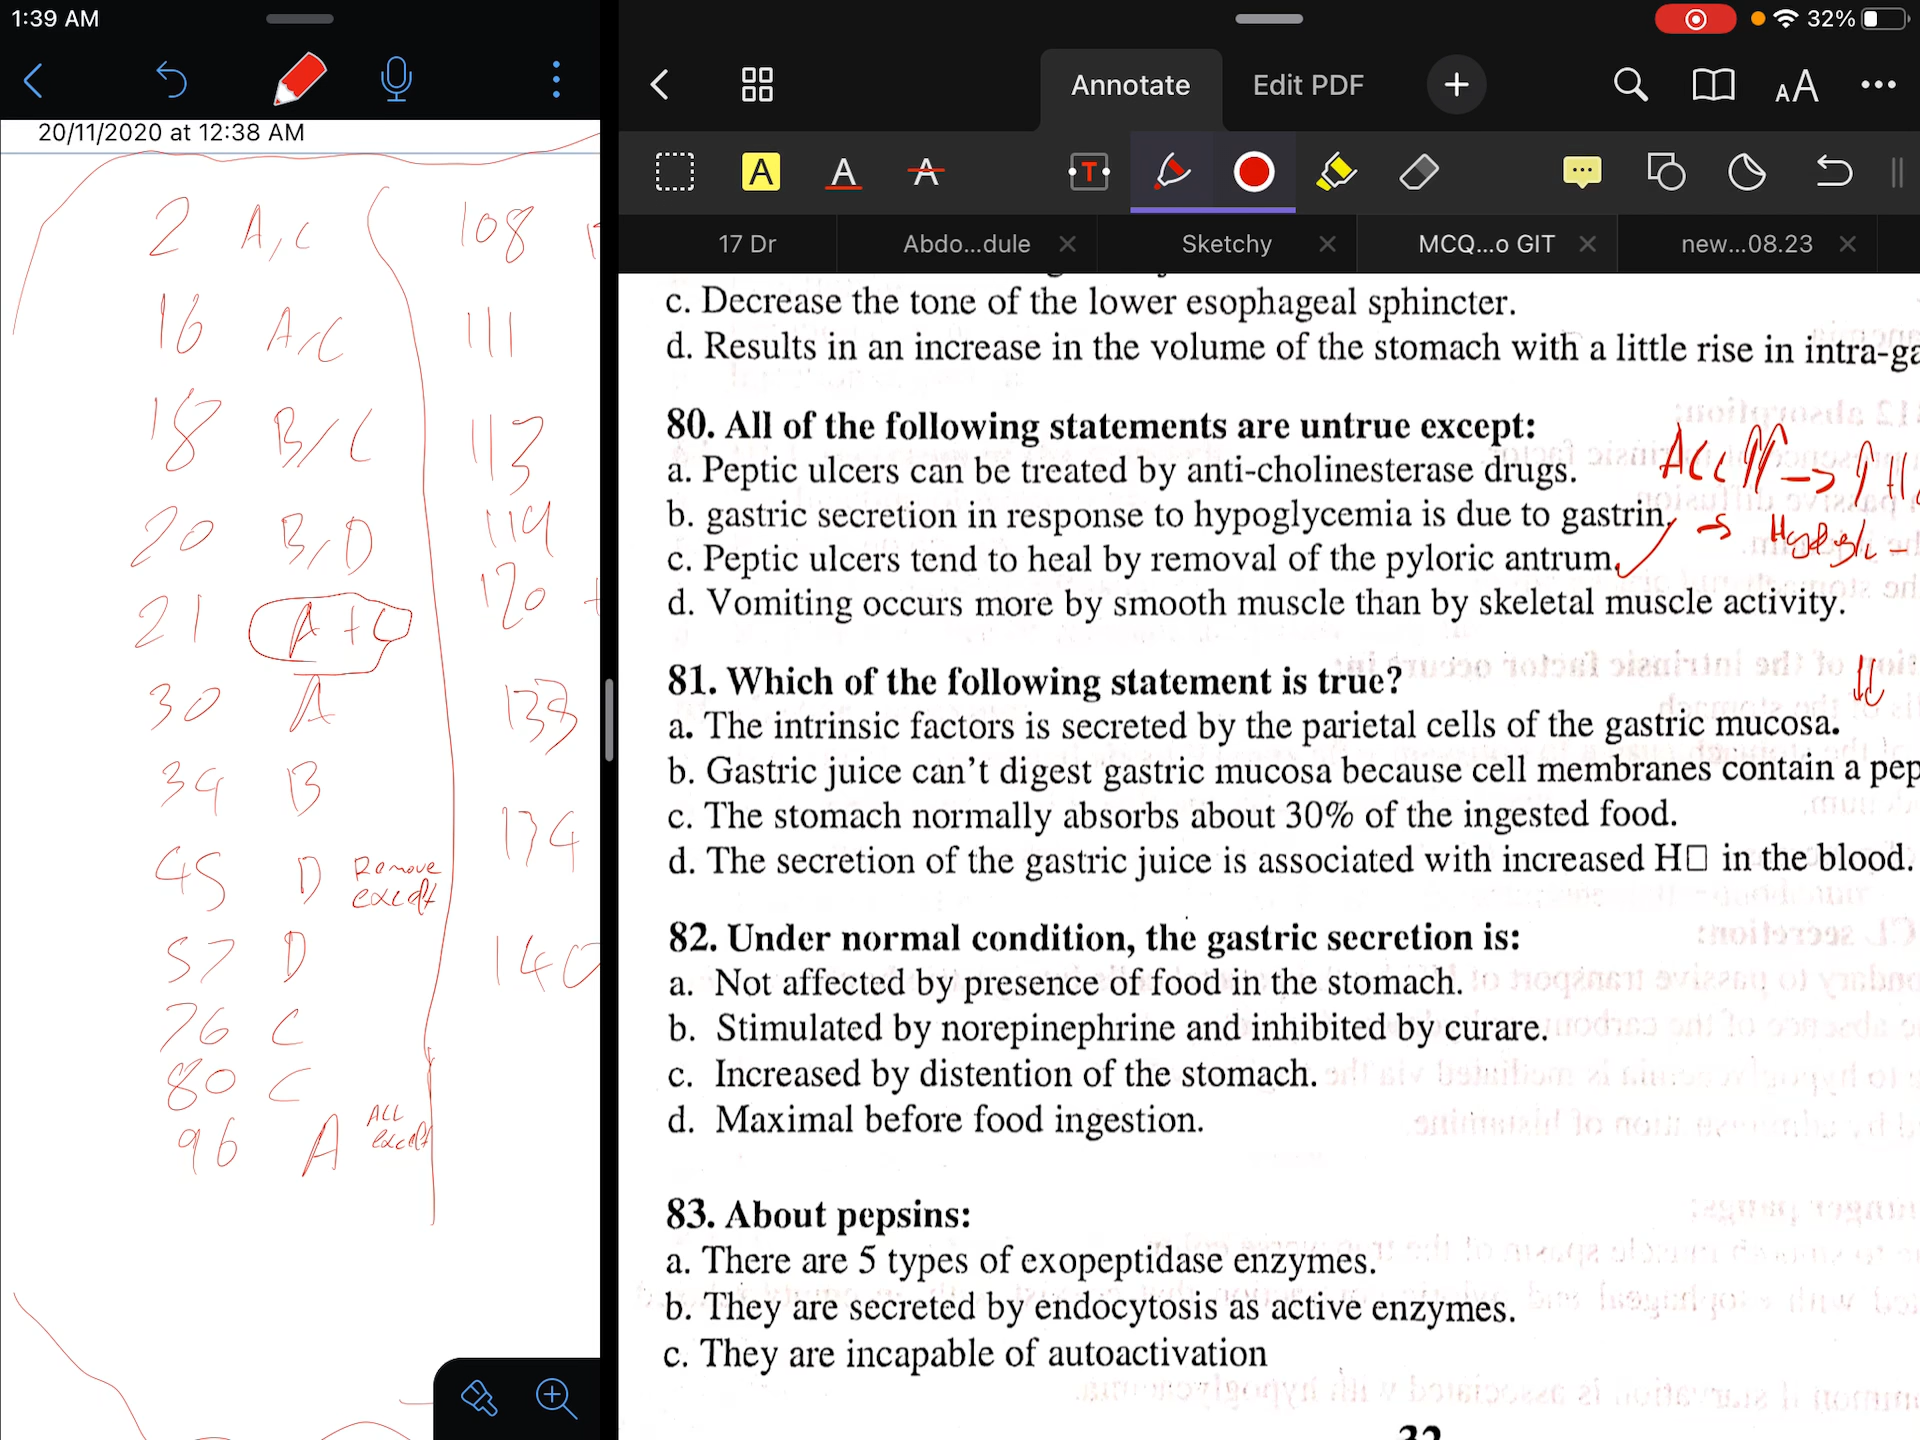 1:39 AM
32%
Annotate
Edit PDF
AA
20/11/2020 at 12:38 AM
A
A
A
T
17 Dr
Abdo...dule
Sketchy
MCQ...o GIT
new...08.23
2 A,C
16 A,C
18 B/C
20 B/D
21 A+C
30 A
34 B
45 D Remove except
57 D
76 C
80 C
96 A ALL except
108
111
113
114
120 +
133
134
140
c. Decrease the tone of the lower esophageal sphincter.
d. Results in an increase in the volume of the stomach with a little rise in intra-ga
80. All of the following statements are untrue except:
a. Peptic ulcers can be treated by anti-cholinesterase drugs.
b. gastric secretion in response to hypoglycemia is due to gastrin.
c. Peptic ulcers tend to heal by removal of the pyloric antrum.
d. Vomiting occurs more by smooth muscle than by skeletal muscle activity.
81. Which of the following statement is true?
a. The intrinsic factors is secreted by the parietal cells of the gastric mucosa.
b. Gastric juice can’t digest gastric mucosa because cell membranes contain a pep
c. The stomach normally absorbs about 30% of the ingested food.
d. The secretion of the gastric juice is associated with increased H□ in the blood.
82. Under normal condition, the gastric secretion is:
a. Not affected by presence of food in the stomach.
b. Stimulated by norepinephrine and inhibited by curare.
c. Increased by distention of the stomach.
d. Maximal before food ingestion.
83. About pepsins:
a. There are 5 types of exopeptidase enzymes.
b. They are secreted by endocytosis as active enzymes.
c. They are incapable of autoactivation
32